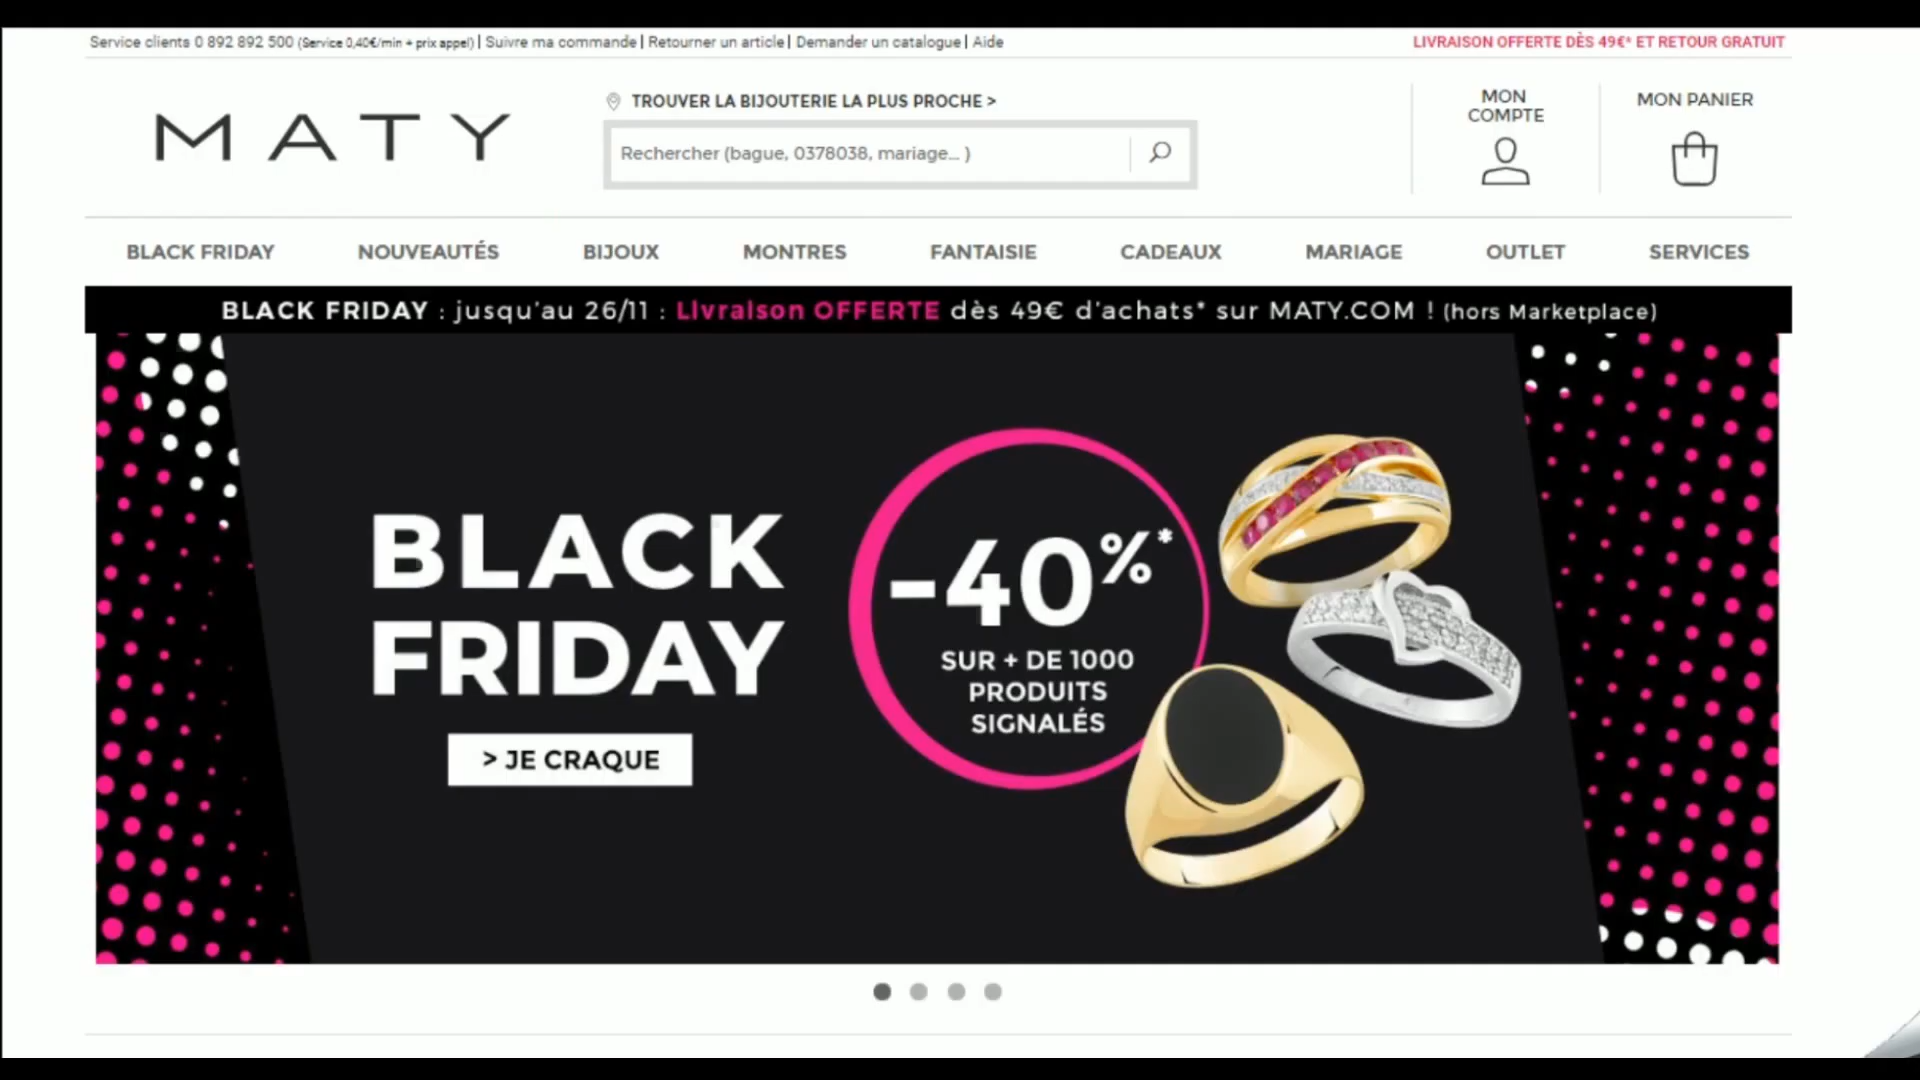 Service clients 0 892 892 500 (Service 0,40€/min + prix appel) | Suivre ma commande | Retourner un article | Demander un catalogue | Aide
LIVRAISON OFFERTE DÈS 49€* ET RETOUR GRATUIT
MATY
TROUVER LA BIJOUTERIE LA PLUS PROCHE >
Rechercher (bague, 0378038, mariage... )
MON
COMPTE
MON PANIER
BLACK FRIDAY NOUVEAUTÉS BIJOUX MONTRES FANTAISIE CADEAUX MARIAGE OUTLET SERVICES
BLACK FRIDAY : jusqu'au 26/11 : Livraison OFFERTE dès 49€ d'achats* sur MATY.COM ! (hors Marketplace)
BLACK
FRIDAY
> JE CRAQUE
-40%*
SUR + DE 1000
PRODUITS
SIGNALÉS